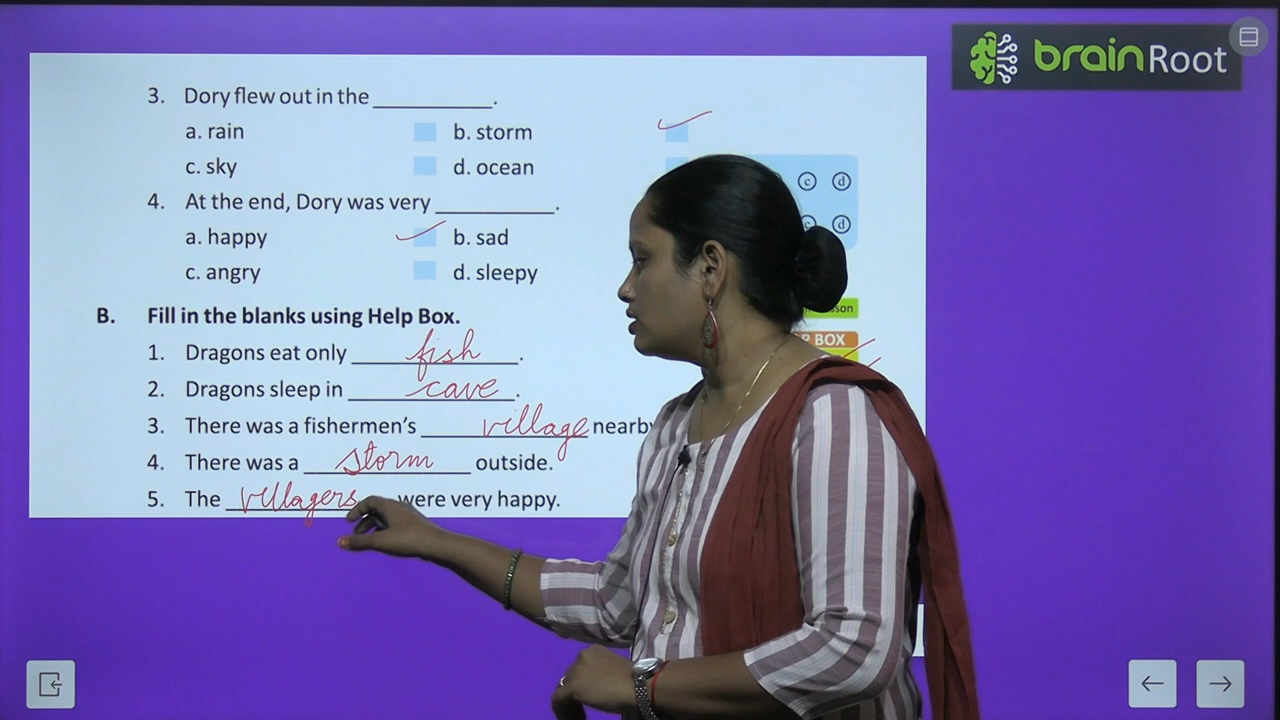 brainRoot
3. Dory flew out in the __________.
a. rain b. storm
c. sky d. ocean
c d
4. At the end, Dory was very __________.
d
a. happy b. sad
c. angry d. sleepy
B. Fill in the blanks using Help Box.
BOX
1. Dragons eat only fish.
2. Dragons sleep in cave.
3. There was a fishermen's village nearby
4. There was a storm outside.
5. The villagers were very happy.